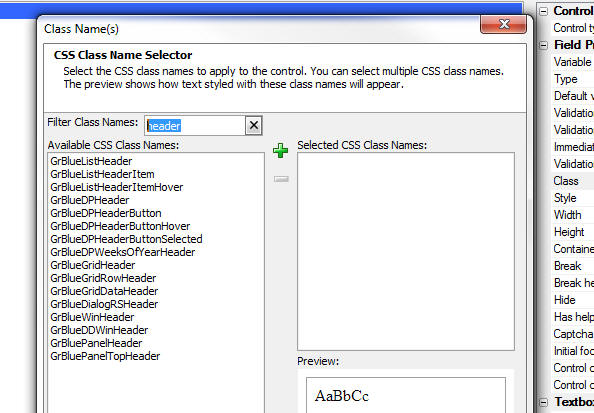 Class Name(s)
CSS Class Name Selector
Select the CSS class names to apply to the control. You can select multiple CSS class names.
The preview shows how text styled with these class names will appear.
Filter Class Names: header
Available CSS Class Names:
GrBlueListHeader
GrBlueListHeaderItem
GrBlueListHeaderItemHover
GrBlueDPHeader
GrBlueDPHeaderButton
GrBlueDPHeaderButtonHover
GrBlueDPHeaderButtonSelected
GrBlueDPWeeksOfYearHeader
GrBlueGridHeader
GrBlueGridRowHeader
GrBlueGridDataHeader
GrBlueDialogRSHeader
GrBlueWinHeader
GrBlueDDWinHeader
GrBluePanelHeader
GrBluePanelTopHeader
Selected CSS Class Names:
Preview:
AaBbCc
Control
Control ty
Field Pr
Variable
Type
Default v
Validation
Validation
Immediat
Validation
Class
Style
Width
Height
Containe
Break
Break he
Hide
Has help
Captcha
Initial foc
Control c
Control c
Textbox